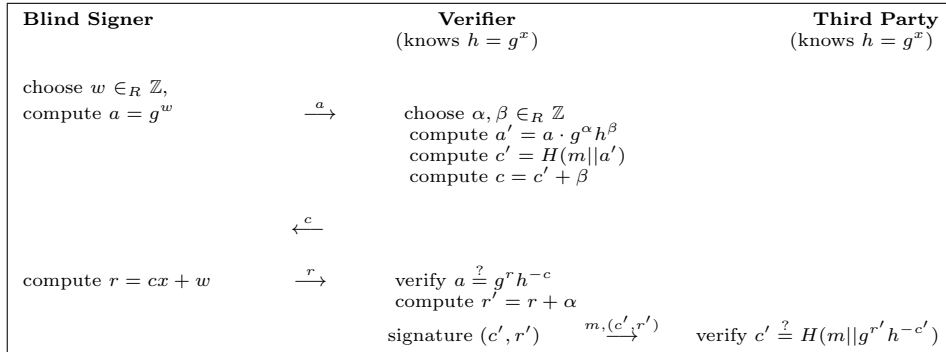 Blind Signer Verifier Third Party
(knows h = g^x) (knows h = g^x)
choose w ∈_R ℤ,
compute a = g^w —a→ choose α, β ∈_R ℤ
compute a′ = a · g^α h^β
compute c′ = H(m||a′)
compute c = c′ + β
←c—
compute r = cx + w —r→ verify a ≟ g^r h^{−c}
compute r′ = r + α
signature (c′, r′) —m,(c′,r′)→ verify c′ ≟ H(m||g^{r′} h^{−c′})